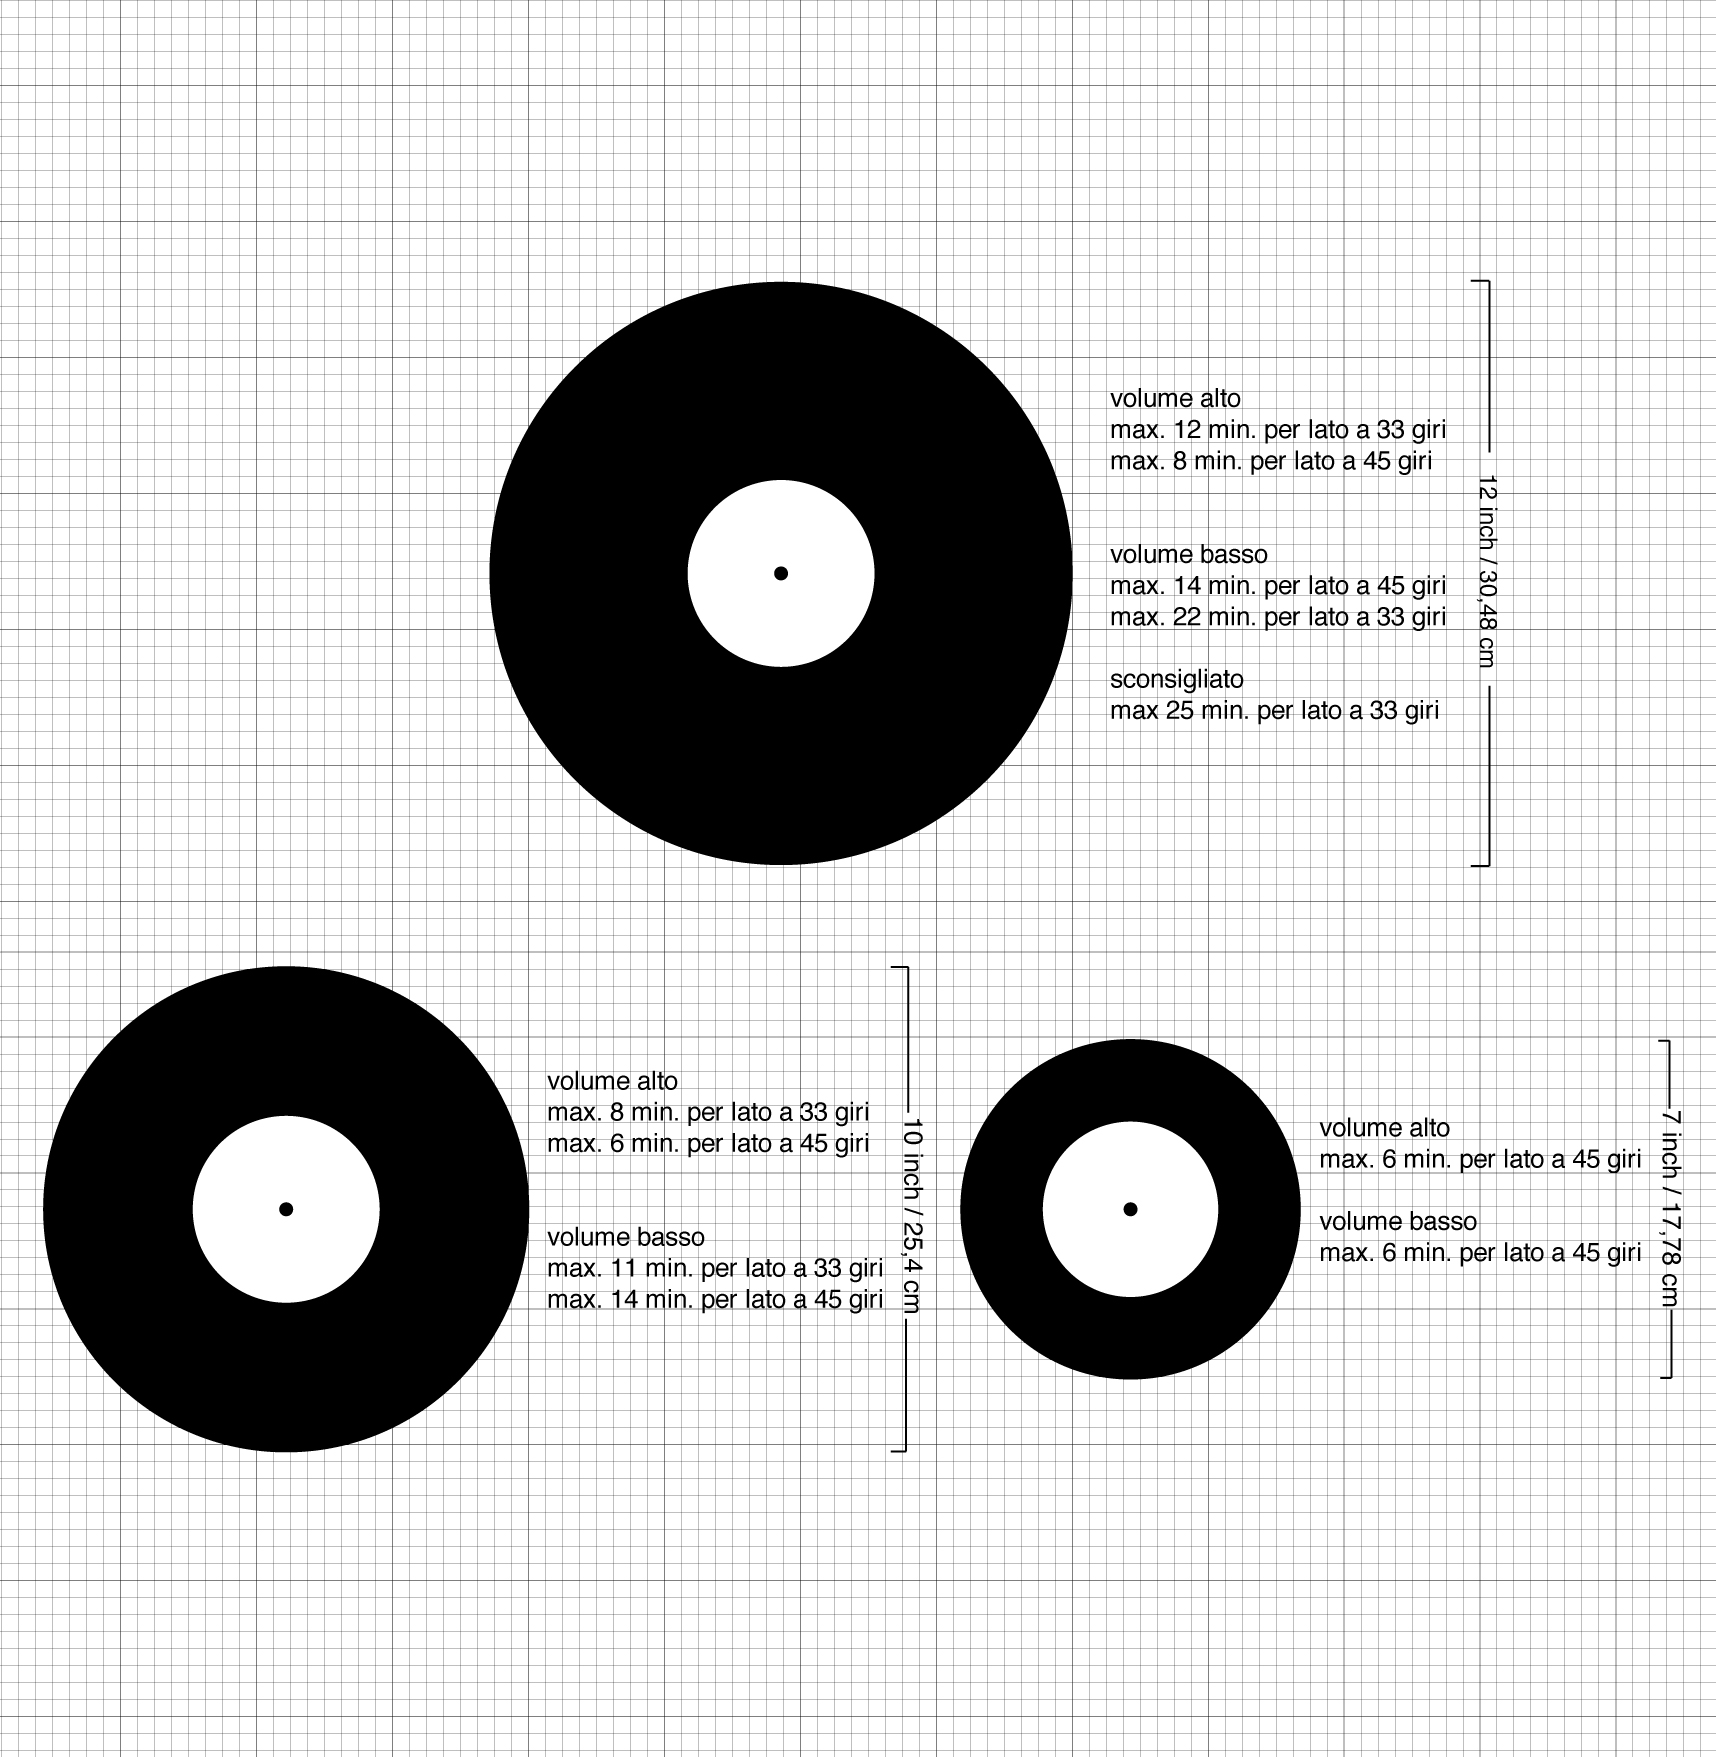 volume alto
max. 12 min. per lato a 33 giri
max. 8 min. per lato a 45 giri
volume basso
max. 14 min. per lato a 45 giri
max. 22 min. per lato a 33 giri
sconsigliato
max 25 min. per lato a 33 giri
12 inch / 30,48 cm
volume alto
max. 8 min. per lato a 33 giri
max. 6 min. per lato a 45 giri
volume basso
max. 11 min. per lato a 33 giri
max. 14 min. per lato a 45 giri
10 inch / 25,4 cm
volume alto
max. 6 min. per lato a 45 giri
volume basso
max. 6 min. per lato a 45 giri
7 inch / 17,78 cm